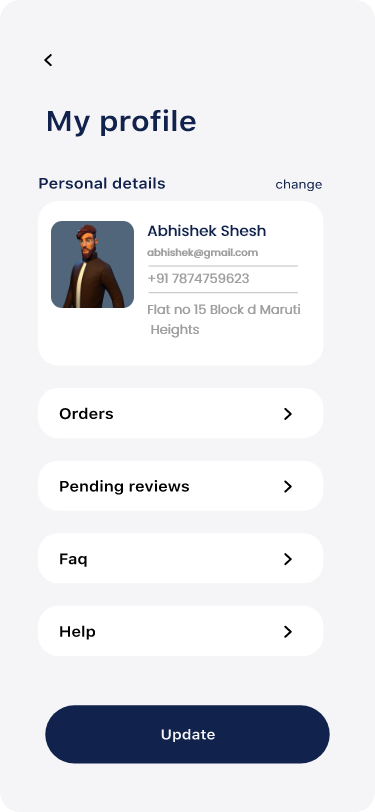 My profile
Personal details
change
Abhishek Shesh
abhishek@gmail.com
+91 7874759623
Flat no 15 Block d Maruti
Heights
Orders
Pending reviews
Faq
Help
Update